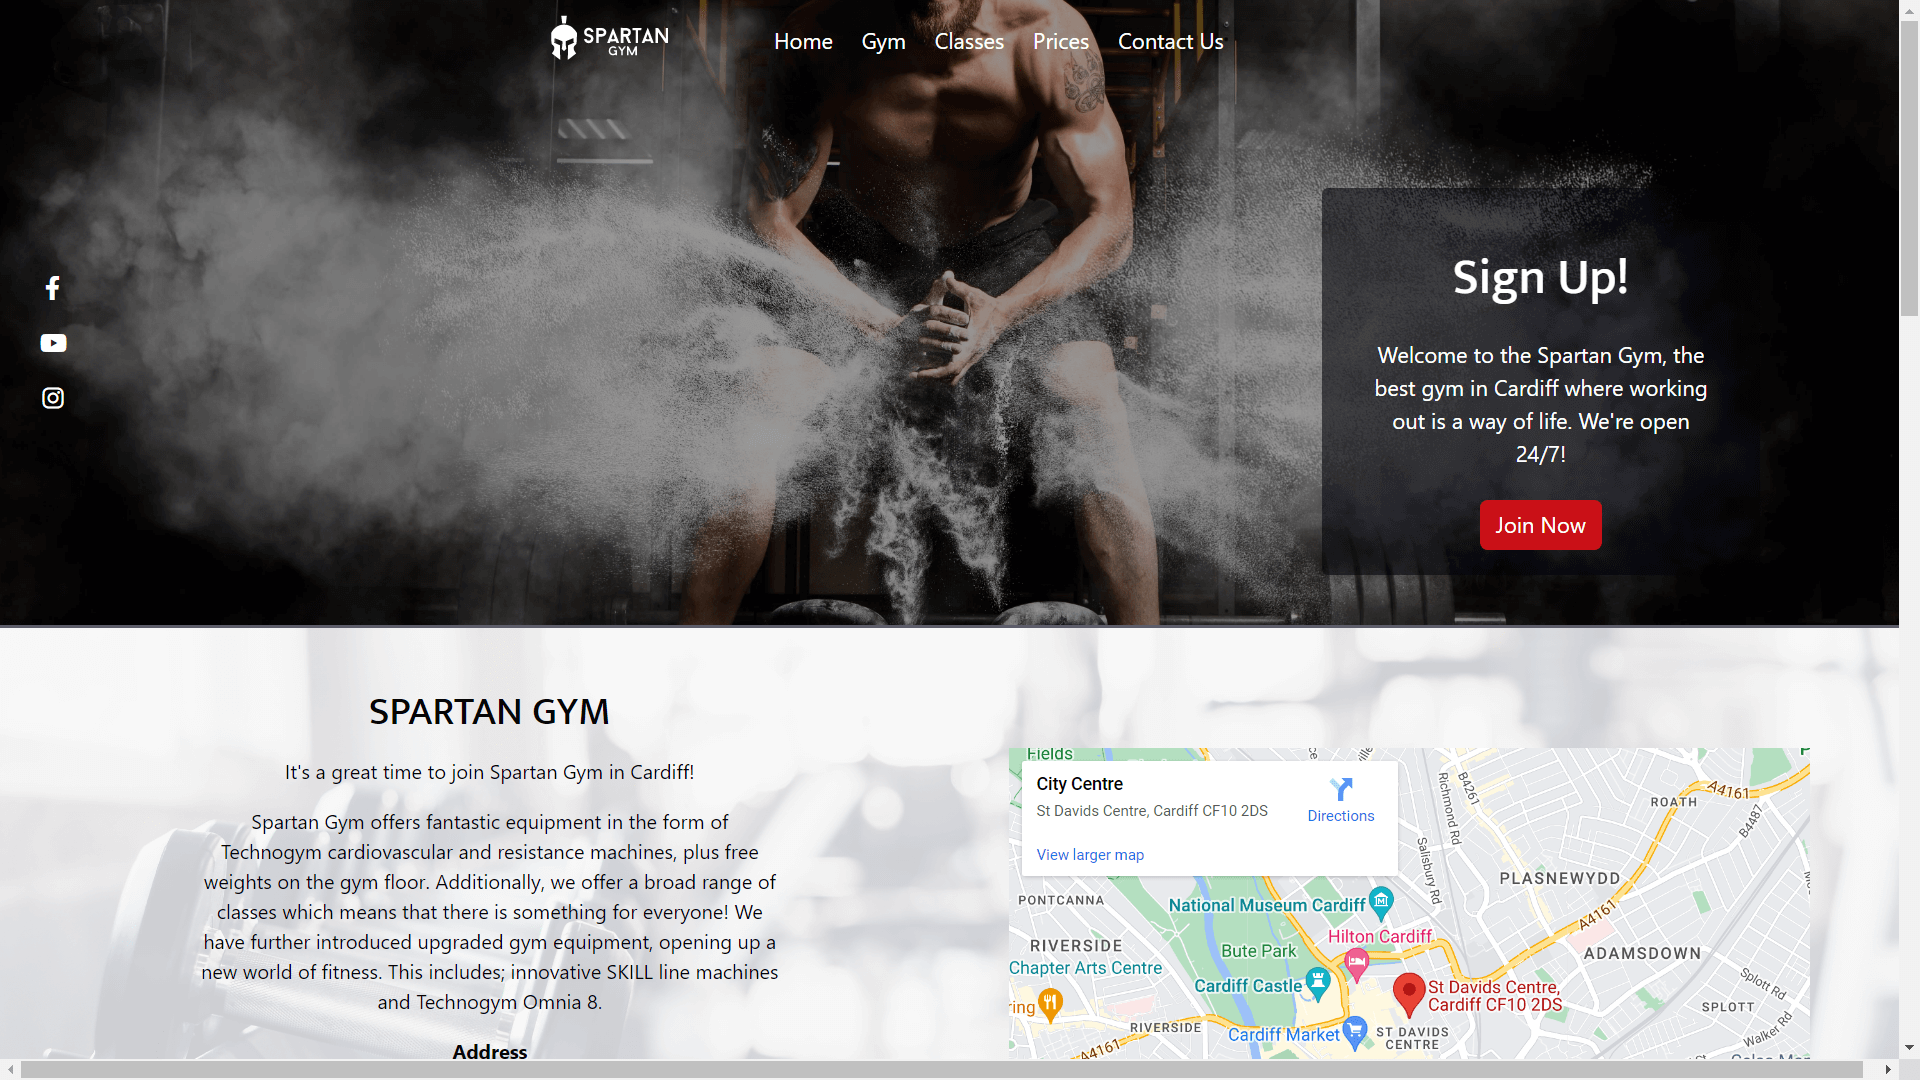 SPARTAN
GYM
Home
Gym
Classes
Prices
Contact Us
Sign Up!
Welcome to the Spartan Gym, the
best gym in Cardiff where working
out is a way of life. We're open
24/7!
Join Now
SPARTAN GYM
It's a great time to join Spartan Gym in Cardiff!
Spartan Gym offers fantastic equipment in the form of
Technogym cardiovascular and resistance machines, plus free
weights on the gym floor. Additionally, we offer a broad range of
classes which means that there is something for everyone! We
have further introduced upgraded gym equipment, opening up a
new world of fitness. This includes; innovative SKILL line machines
and Technogym Omnia 8.
Address
Fields
City Centre
St Davids Centre, Cardiff CF10 2DS
Directions
View larger map
Richmond Rd
B4261
ROATH
A4161
B4487
Salisbury Rd
PLASNEWYDD
PONTCANNA
National Museum Cardiff
A4161
Hilton Cardiff
RIVERSIDE
Bute Park
ADAMSDOWN
Chapter Arts Centre
Cardiff Castle
St Davids Centre,
Cardiff CF10 2DS
Splott Rd
SPLOTT
RIVERSIDE
Cardiff Market
ST DAVIDS
CENTRE
Walker Rd
A4161